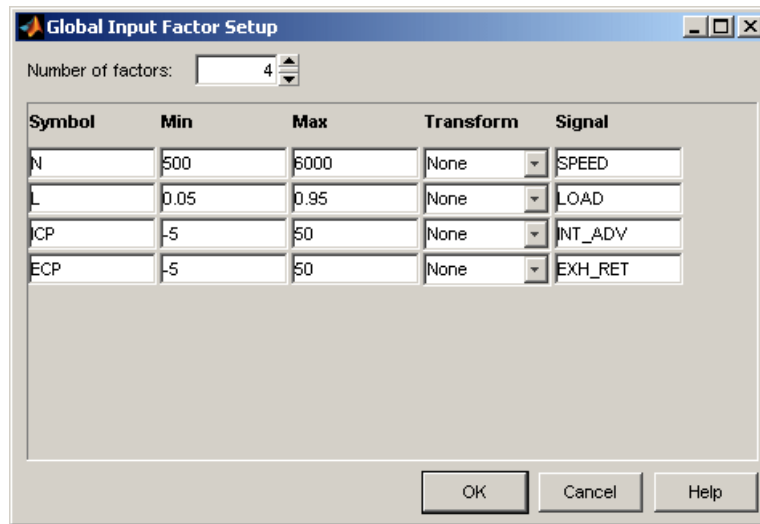 Global Input Factor Setup
Number of factors: 4
Symbol Min Max Transform Signal
N 500 6000 None SPEED
L 0.05 0.95 None LOAD
ICP -5 50 None INT_ADV
ECP -5 50 None EXH_RET
OK Cancel Help